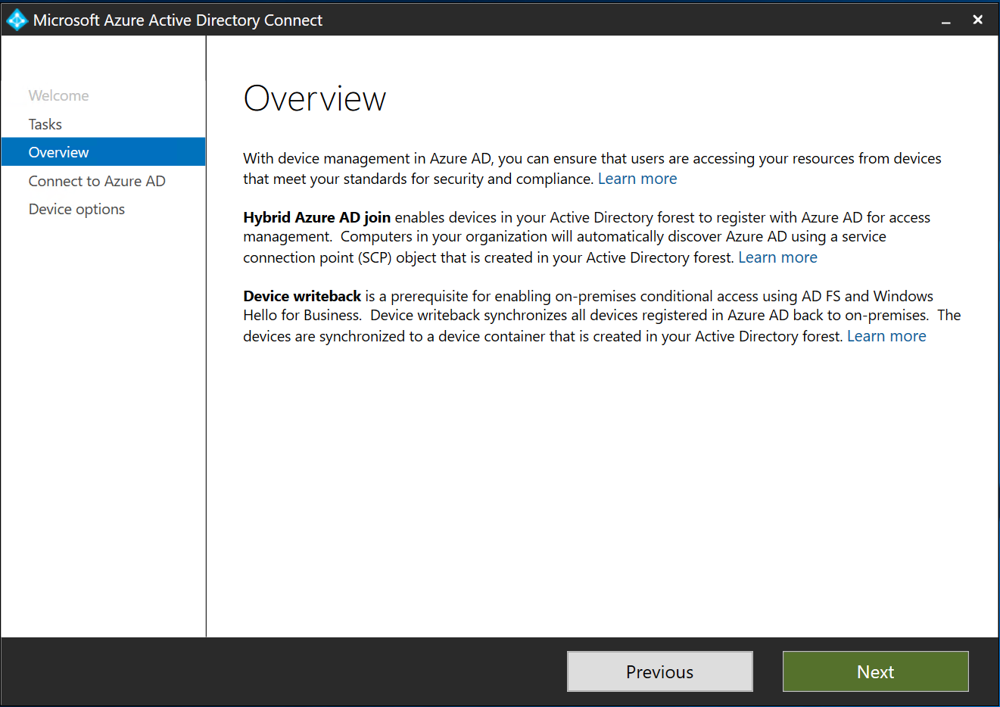 Microsoft Azure Active Directory Connect
Welcome
Tasks
Overview
Connect to Azure AD
Device options
Overview
With device management in Azure AD, you can ensure that users are accessing your resources from devices
that meet your standards for security and compliance. Learn more
Hybrid Azure AD join enables devices in your Active Directory forest to register with Azure AD for access
management.  Computers in your organization will automatically discover Azure AD using a service
connection point (SCP) object that is created in your Active Directory forest. Learn more
Device writeback is a prerequisite for enabling on-premises conditional access using AD FS and Windows
Hello for Business.  Device writeback synchronizes all devices registered in Azure AD back to on-premises.  The
devices are synchronized to a device container that is created in your Active Directory forest. Learn more
Previous
Next